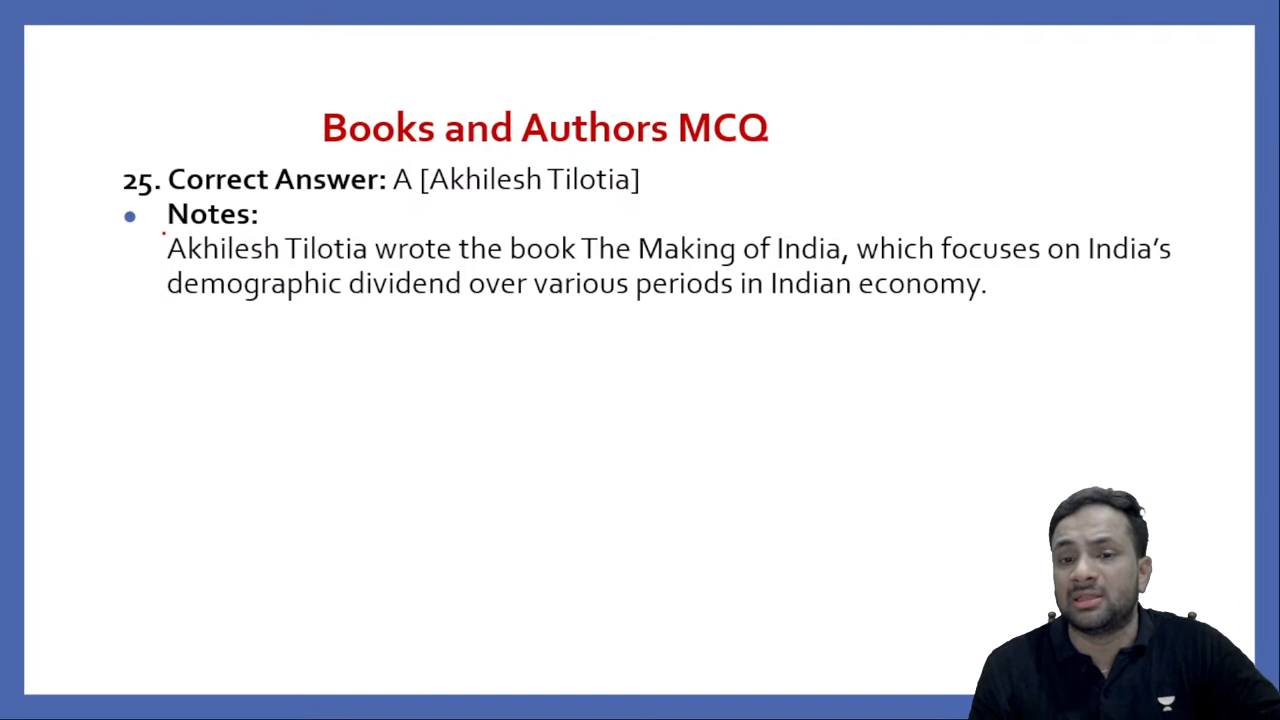 Books and Authors MCQ
25. Correct Answer: A [Akhilesh Tilotia]
• Notes:
Akhilesh Tilotia wrote the book The Making of India, which focuses on India’s
demographic dividend over various periods in Indian economy.